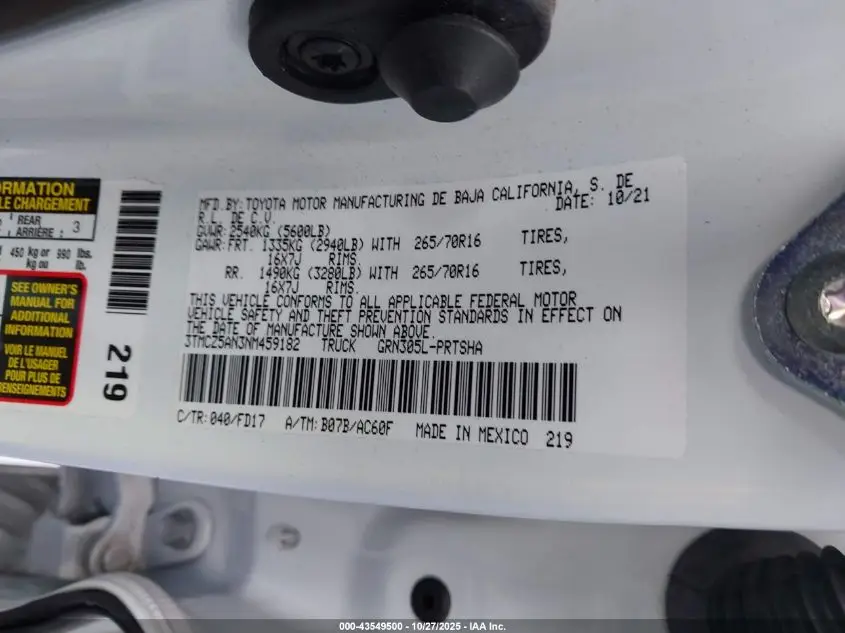 ORMATION
LE CHARGEMENT
REAR
ARRIÈRE: 3
450 kg or 990 lbs.
kg ou lb.
SEE OWNER'S
MANUAL FOR
ADDITIONAL
INFORMATION
VOIR LE MANUEL
DE L'USAGER
POUR PLUS DE
RENSEIGNEMENTS
219
MFD.BY: TOYOTA MOTOR MANUFACTURING DE BAJA CALIFORNIA, S. DE
R.L. DE C.V. DATE: 10/21
GVWR: 2540KG (5600LB)
GAWR: FRT. 1335KG (2940LB) WITH 265/70R16 TIRES,
16X7J RIMS.
RR. 1490KG (3280LB) WITH 265/70R16 TIRES,
16X7J RIMS.
THIS VEHICLE CONFORMS TO ALL APPLICABLE FEDERAL MOTOR
VEHICLE SAFETY AND THEFT PREVENTION STANDARDS IN EFFECT ON
THE DATE OF MANUFACTURE SHOWN ABOVE.
3TMCZ5AN3NM459182 TRUCK GRN305L-PRTSHA
C/TR: 040/FD17 A/TM: B07B/AC60F MADE IN MEXICO 219
000-43549500 | 10/27/2025 | IAA Inc.